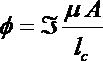 ϕ = ℑ μA / l_c